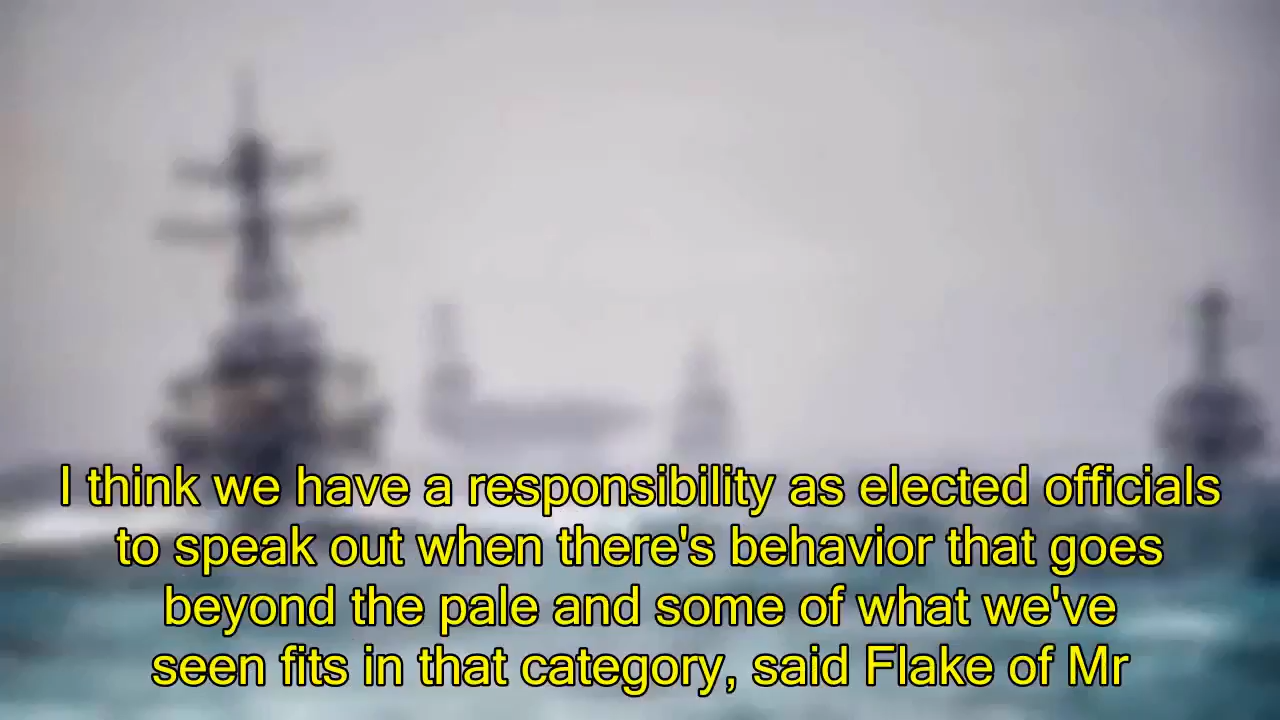 I think we have a responsibility as elected officials
to speak out when there's behavior that goes
beyond the pale and some of what we've
seen fits in that category, said Flake of Mr